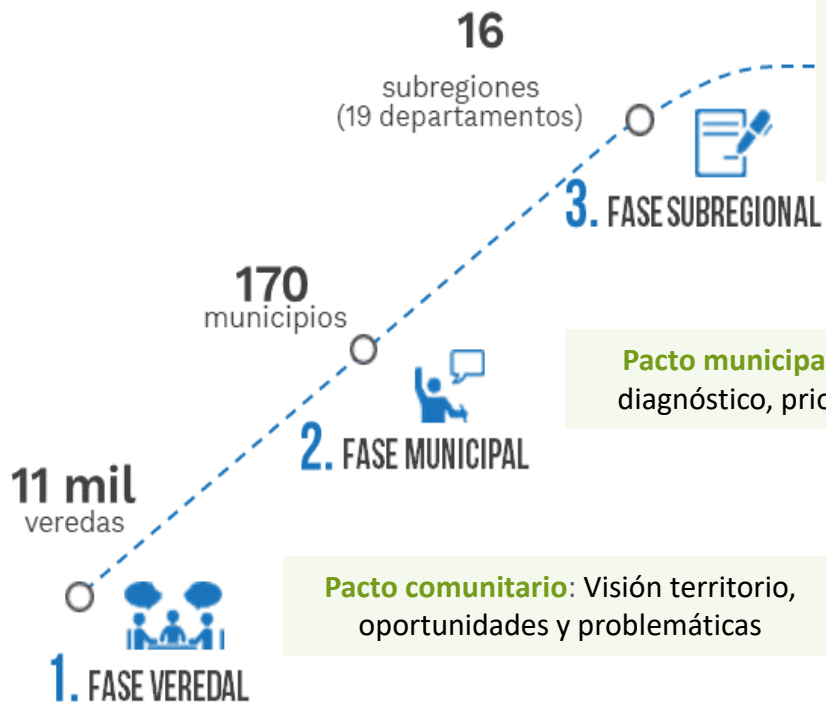 16
subregiones
(19 departamentos)
3. FASE SUBREGIONAL
170
municipios
Pacto municipa
diagnóstico, prio
2. FASE MUNICIPAL
11 mil
veredas
Pacto comunitario: Visión territorio,
oportunidades y problemáticas
1. FASE VEREDAL